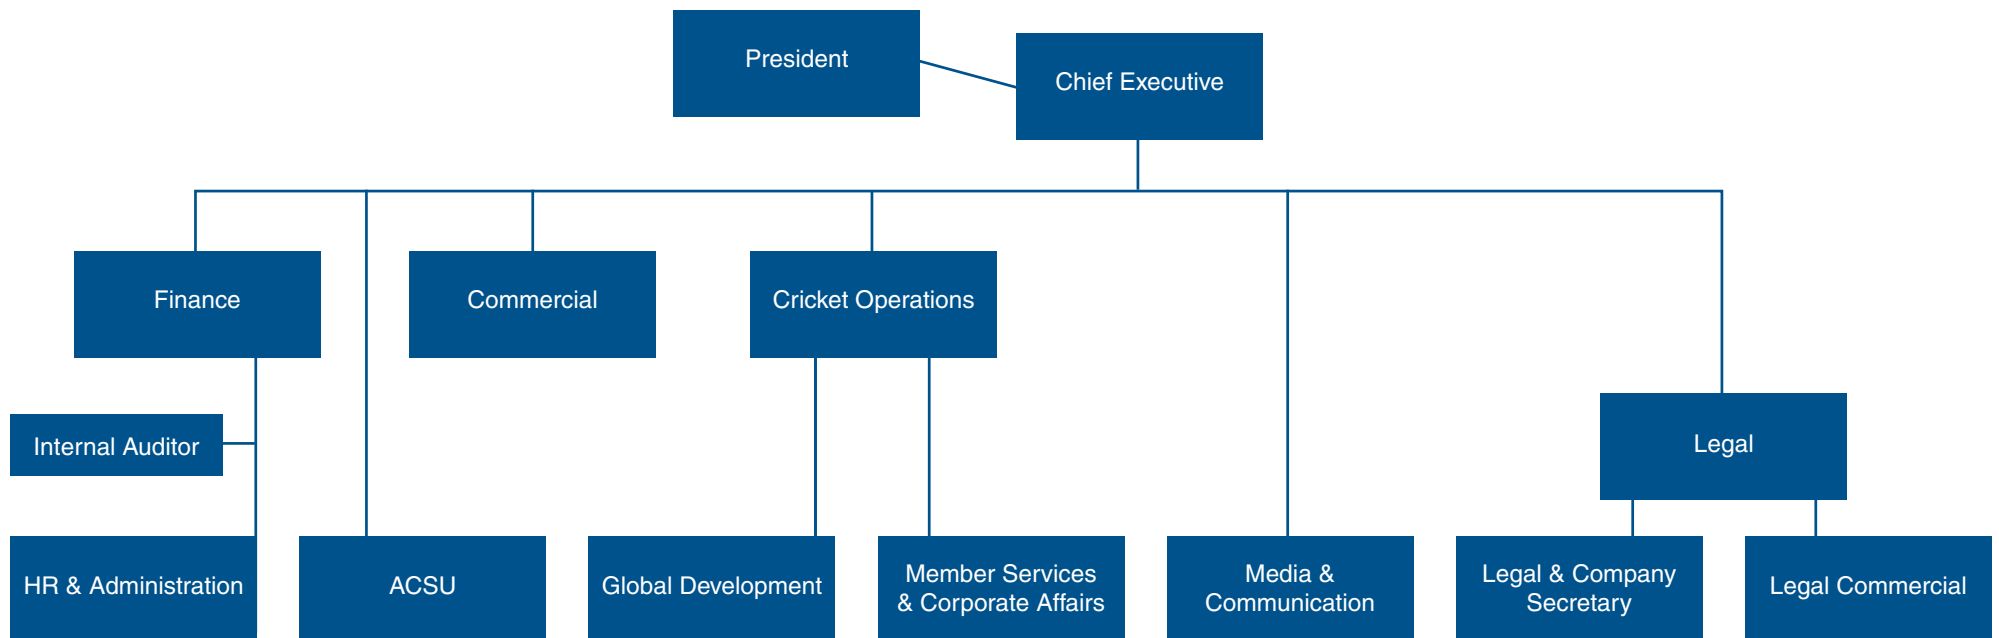 President
Chief Executive
Finance
Commercial
Cricket Operations
Internal Auditor
Legal
HR & Administration
ACSU
Global Development
Member Services
& Corporate Affairs
Media &
Communication
Legal & Company
Secretary
Legal Commercial